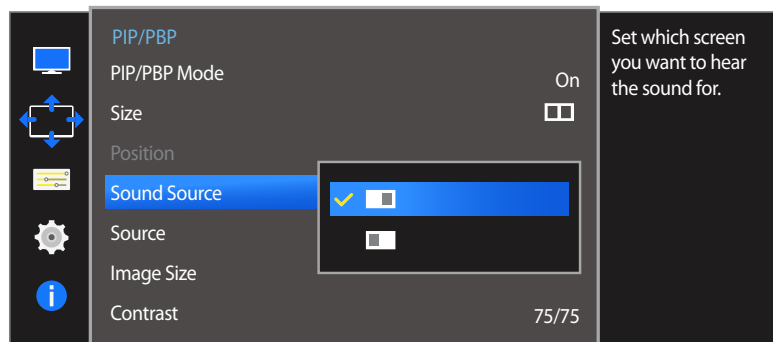 PIP/PBP
PIP/PBP Mode On
Size
Position
Sound Source
Source
Image Size
Contrast 75/75
Set which screen
you want to hear
the sound for.